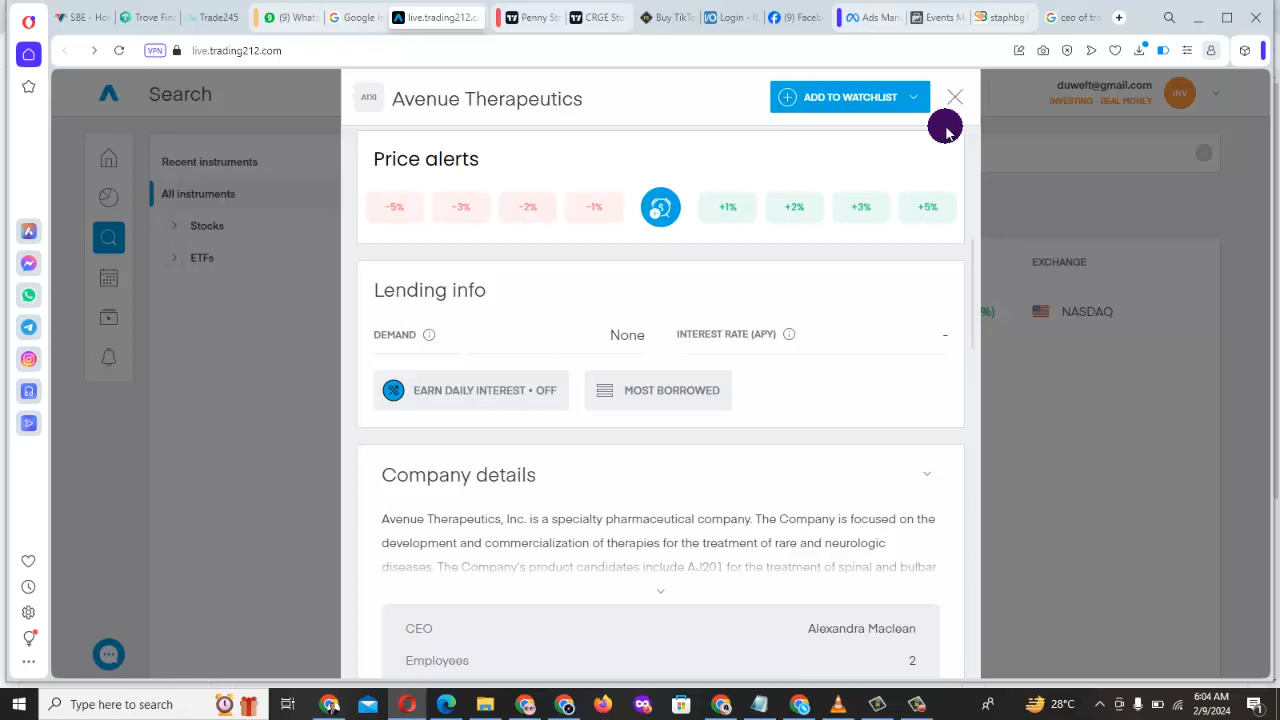 SBE - Ho
Trove Fin
Trade245
(9) Whats
Google I
live.trading212.c
Penny St
CRGE Sto
Buy TikTo
Login - IC
(9) Faceb
Ads Man
Events M
staphbg1
ceo of tr
VPN
live.trading212.com
Search
ATXI
Avenue Therapeutics
ADD TO WATCHLIST
duweft@gmail.com
INVESTING - REAL MONEY
INV
Recent instruments
All instruments
Stocks
ETFs
Price alerts
-5%
-3%
-2%
-1%
+1%
+2%
+3%
+5%
EXCHANGE
%)
NASDAQ
Lending info
DEMAND
None
INTEREST RATE (APY)
-
EARN DAILY INTEREST • OFF
MOST BORROWED
Company details
Avenue Therapeutics, Inc. is a specialty pharmaceutical company. The Company is focused on the
development and commercialization of therapies for the treatment of rare and neurologic
diseases. The Company's product candidates include AJ201 for the treatment of spinal and bulbar
CEO
Alexandra Maclean
Employees
2
Type here to search
28°C
6:04 AM
2/9/2024